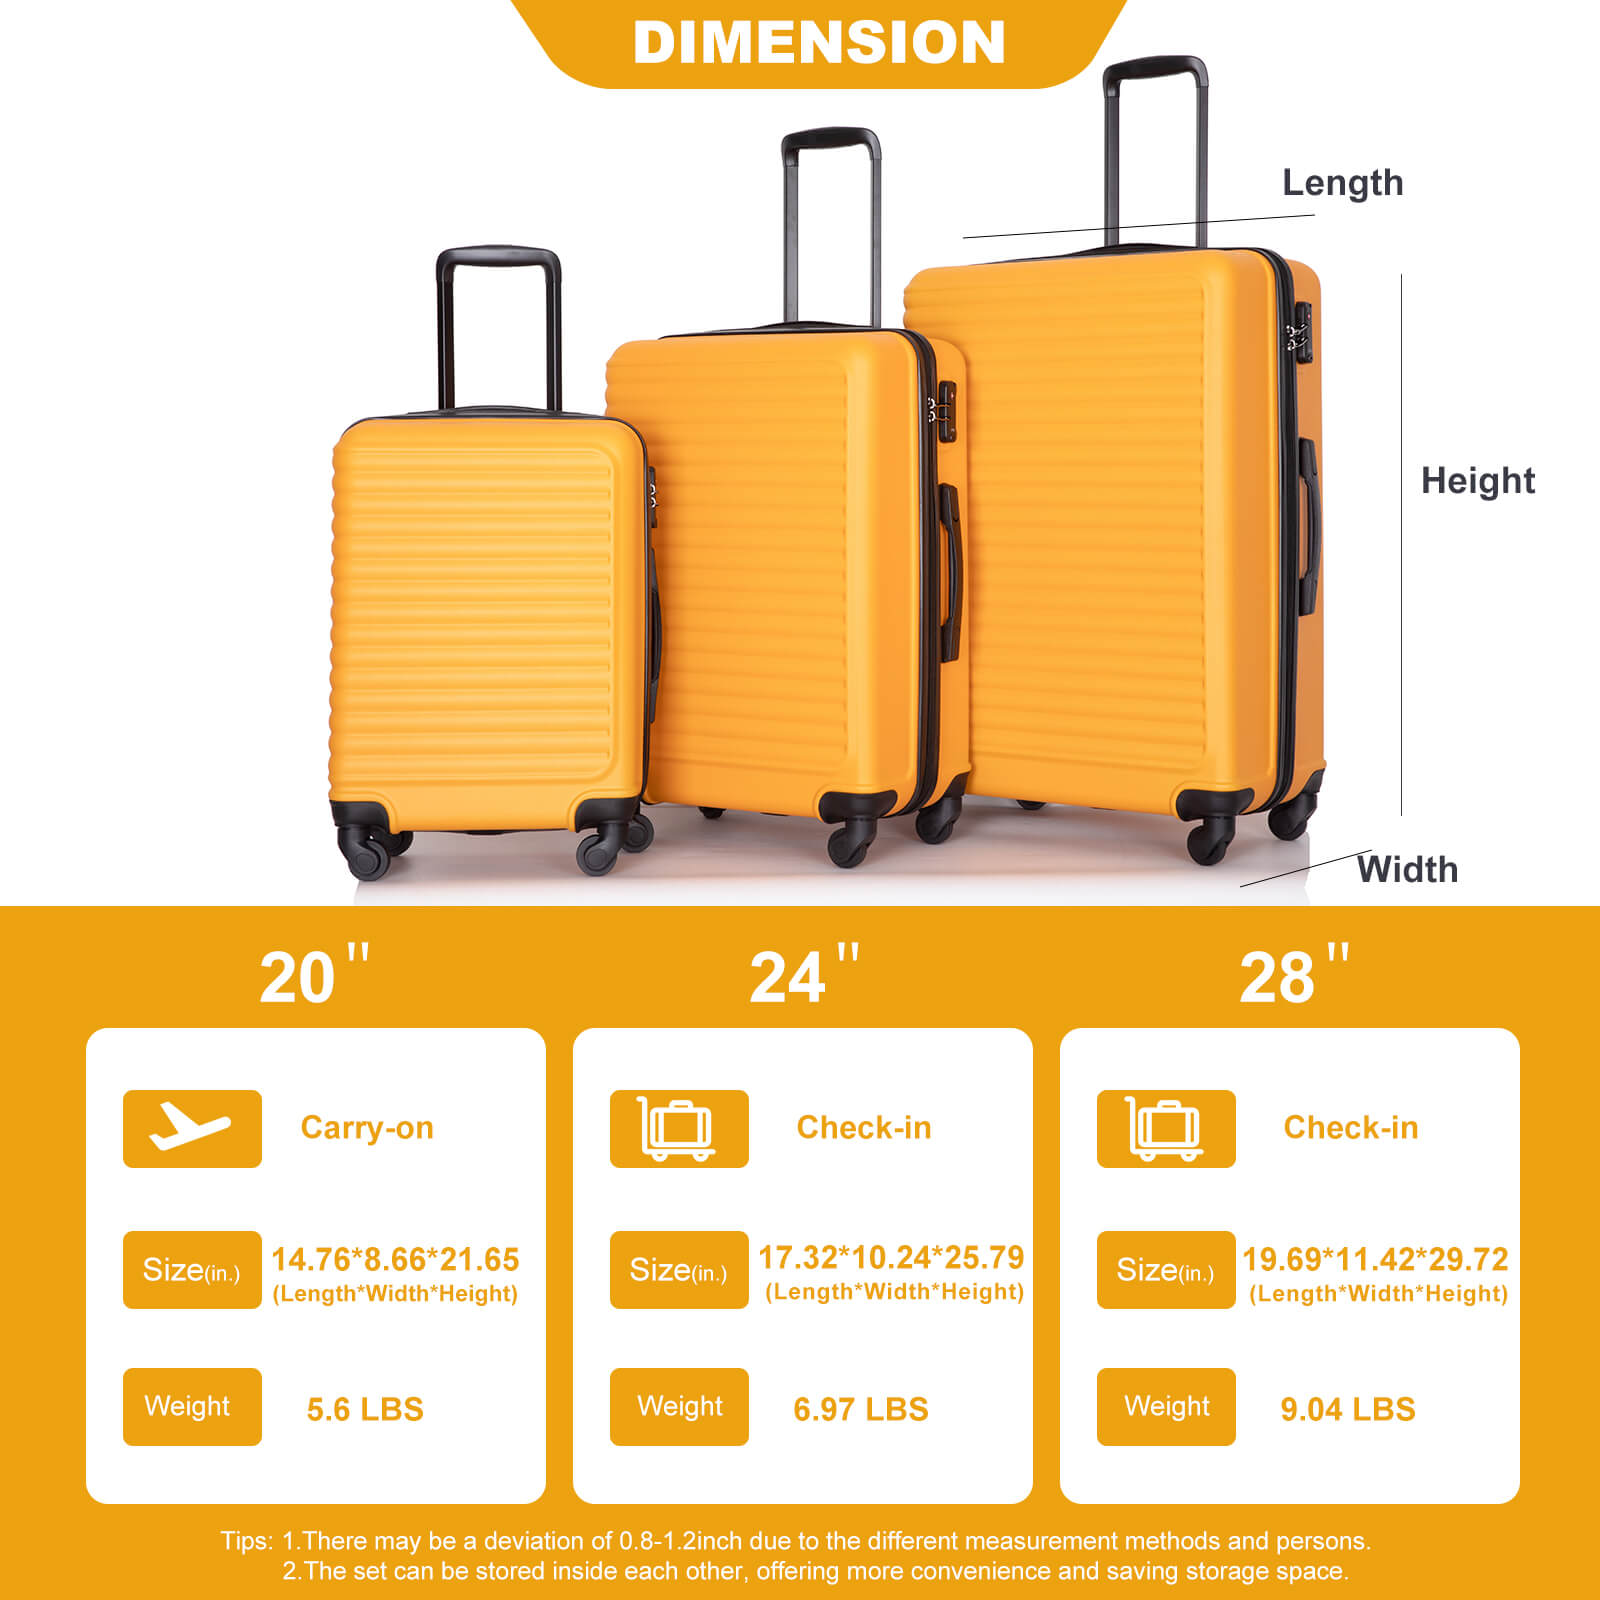 DIMENSION
Length
Height
Width
20"
24"
28"
Carry-on
Size(in.)
14.76*8.66*21.65
(Length*Width*Height)
Weight
5.6 LBS
Check-in
Size(in.)
17.32*10.24*25.79
(Length*Width*Height)
Weight
6.97 LBS
Check-in
Size(in.)
19.69*11.42*29.72
(Length*Width*Height)
Weight
9.04 LBS
Tips: 1.There may be a deviation of 0.8-1.2inch due to the different measurement methods and persons.
2.The set can be stored inside each other, offering more convenience and saving storage space.